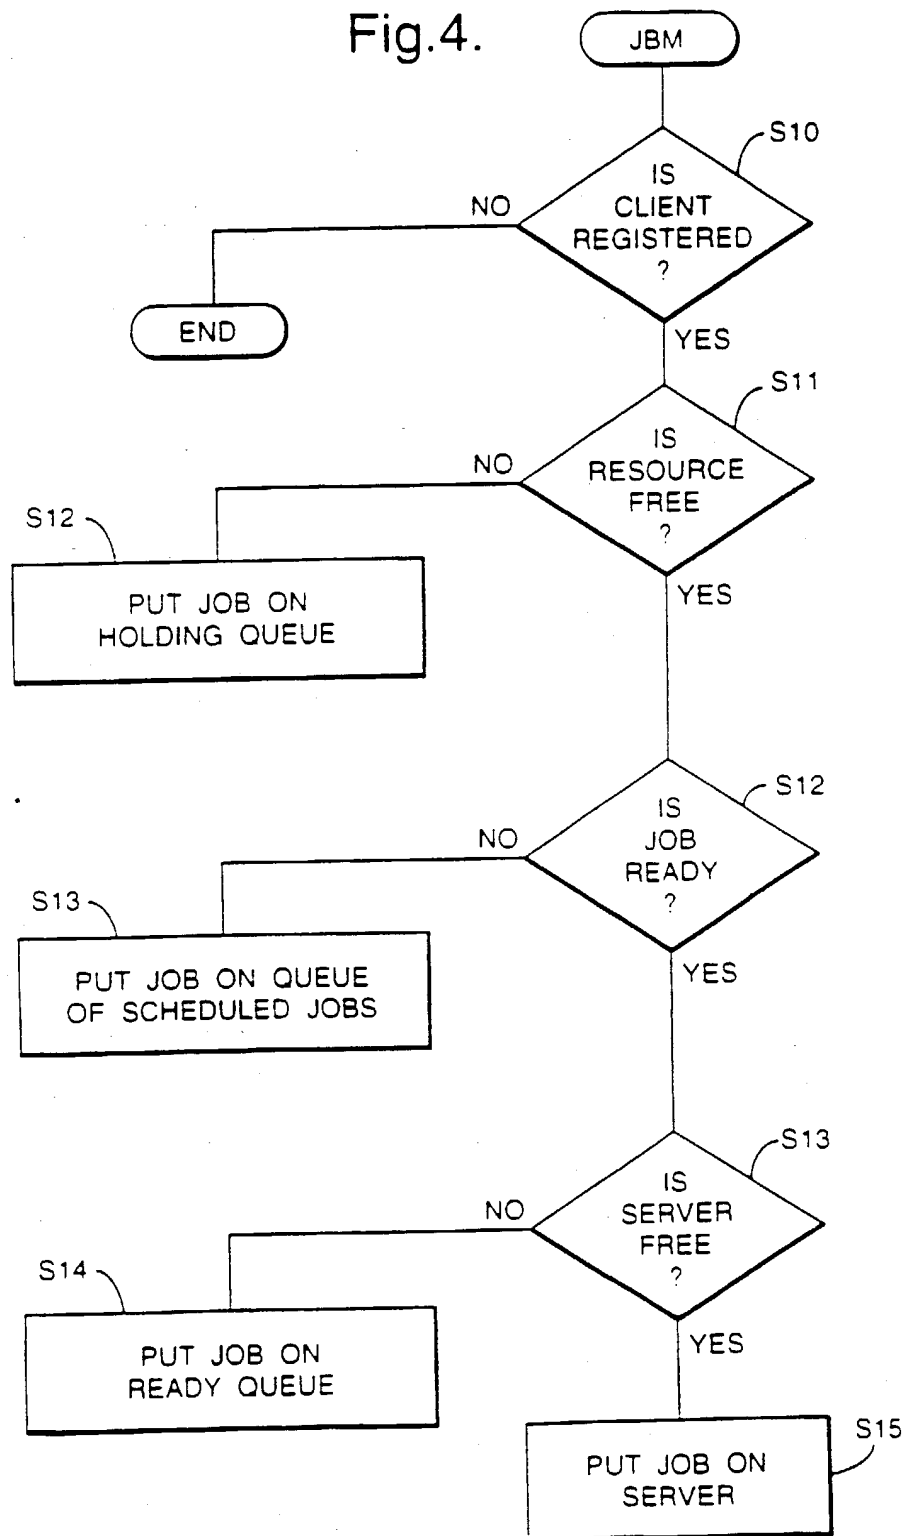 Fig.4.
JBM
S10
IS
CLIENT
REGISTERED
?
NO
END
YES
S11
IS
RESOURCE
FREE
?
NO
S12
PUT JOB ON
HOLDING QUEUE
YES
S12
IS
JOB
READY
?
NO
S13
PUT JOB ON QUEUE
OF SCHEDULED JOBS
YES
S13
IS
SERVER
FREE
?
NO
S14
PUT JOB ON
READY QUEUE
YES
S15
PUT JOB ON
SERVER